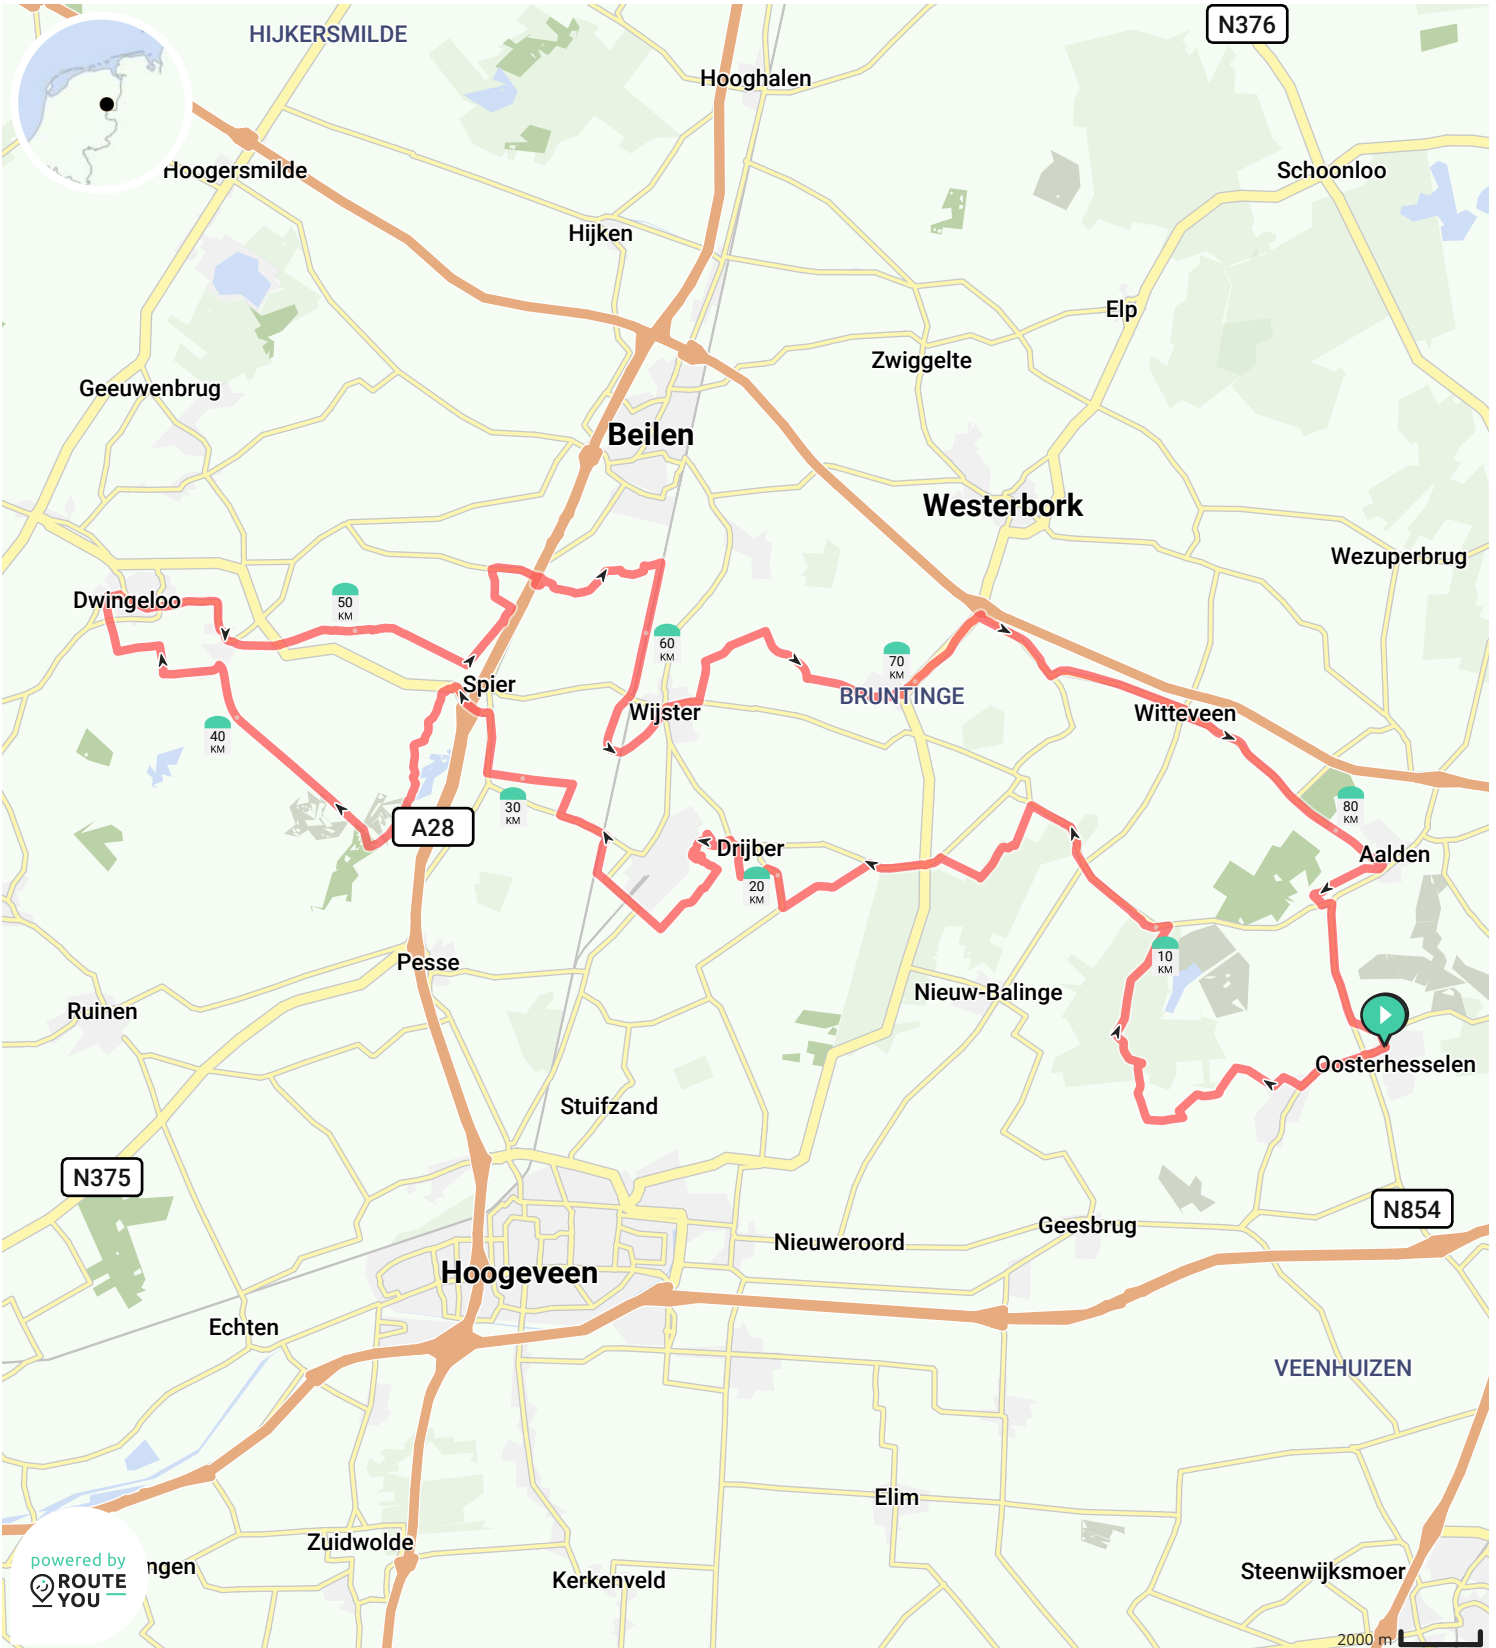 N376
HIJKERSMILDE
Hooghalen
Hoogersmilde
Schoonloo
Hijken
Elp
Zwiggelte
Geeuwenbrug
Beilen
Westerbork
Wezuperbrug
Dwingeloo
50
KM
60
KM
70
KM
Spier
BRUNTINGE
Wijster
Witteveen
40
KM
30
KM
80
KM
A28
Drijber
Aalden
20
KM
10
KM
Pesse
Nieuw-Balinge
Ruinen
Oosterhesselen
Stuifzand
N375
N854
Geesbrug
Nieuweroord
Hoogeveen
Echten
VEENHUIZEN
Elim
Zuidwolde
powered by
ROUTE
YOU
ngen
Kerkenveld
Steenwijksmoer
2000 m